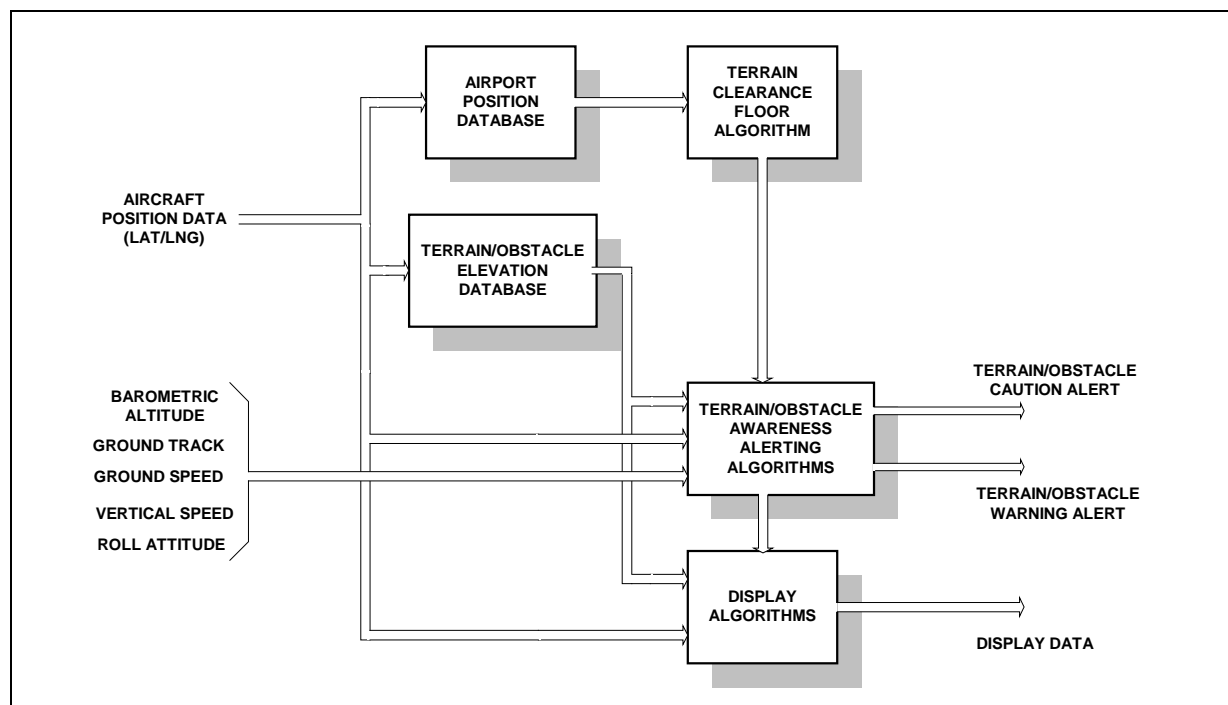 AIRPORT
POSITION
DATABASE
TERRAIN
CLEARANCE
FLOOR
ALGORITHM
AIRCRAFT
POSITION DATA
(LAT/LNG)
TERRAIN/OBSTACLE
ELEVATION
DATABASE
BAROMETRIC
ALTITUDE
GROUND TRACK
GROUND SPEED
VERTICAL SPEED
ROLL ATTITUDE
TERRAIN/OBSTACLE
AWARENESS
ALERTING
ALGORITHMS
TERRAIN/OBSTACLE
CAUTION ALERT
TERRAIN/OBSTACLE
WARNING ALERT
DISPLAY
ALGORITHMS
DISPLAY DATA